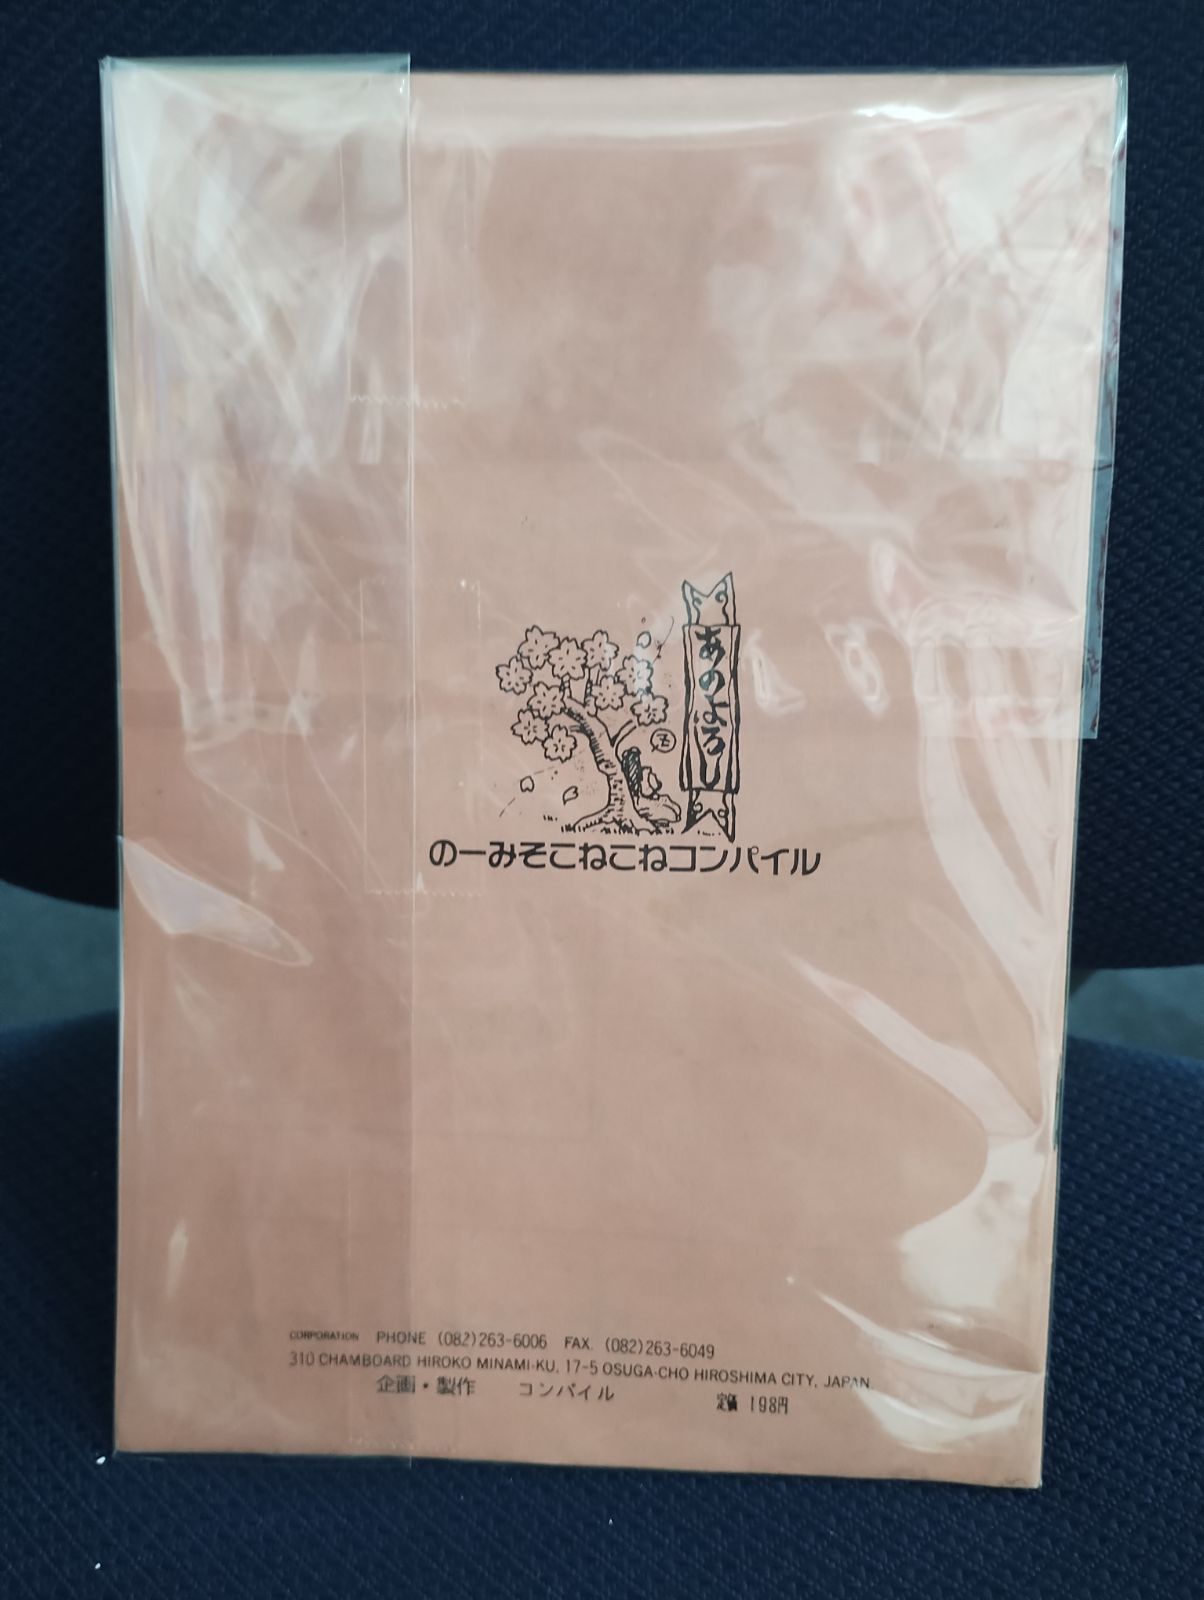 あのよろし
のーみそこねこねコンパイル
CORPORATION PHONE (082)263-6006 FAX. (082)263-6049
310 CHAMBOARD HIROKO MINAMI-KU, 17-5 OSUGA-CHO HIROSHIMA CITY, JAPAN.
企画・製作 コンパイル 定価 198円